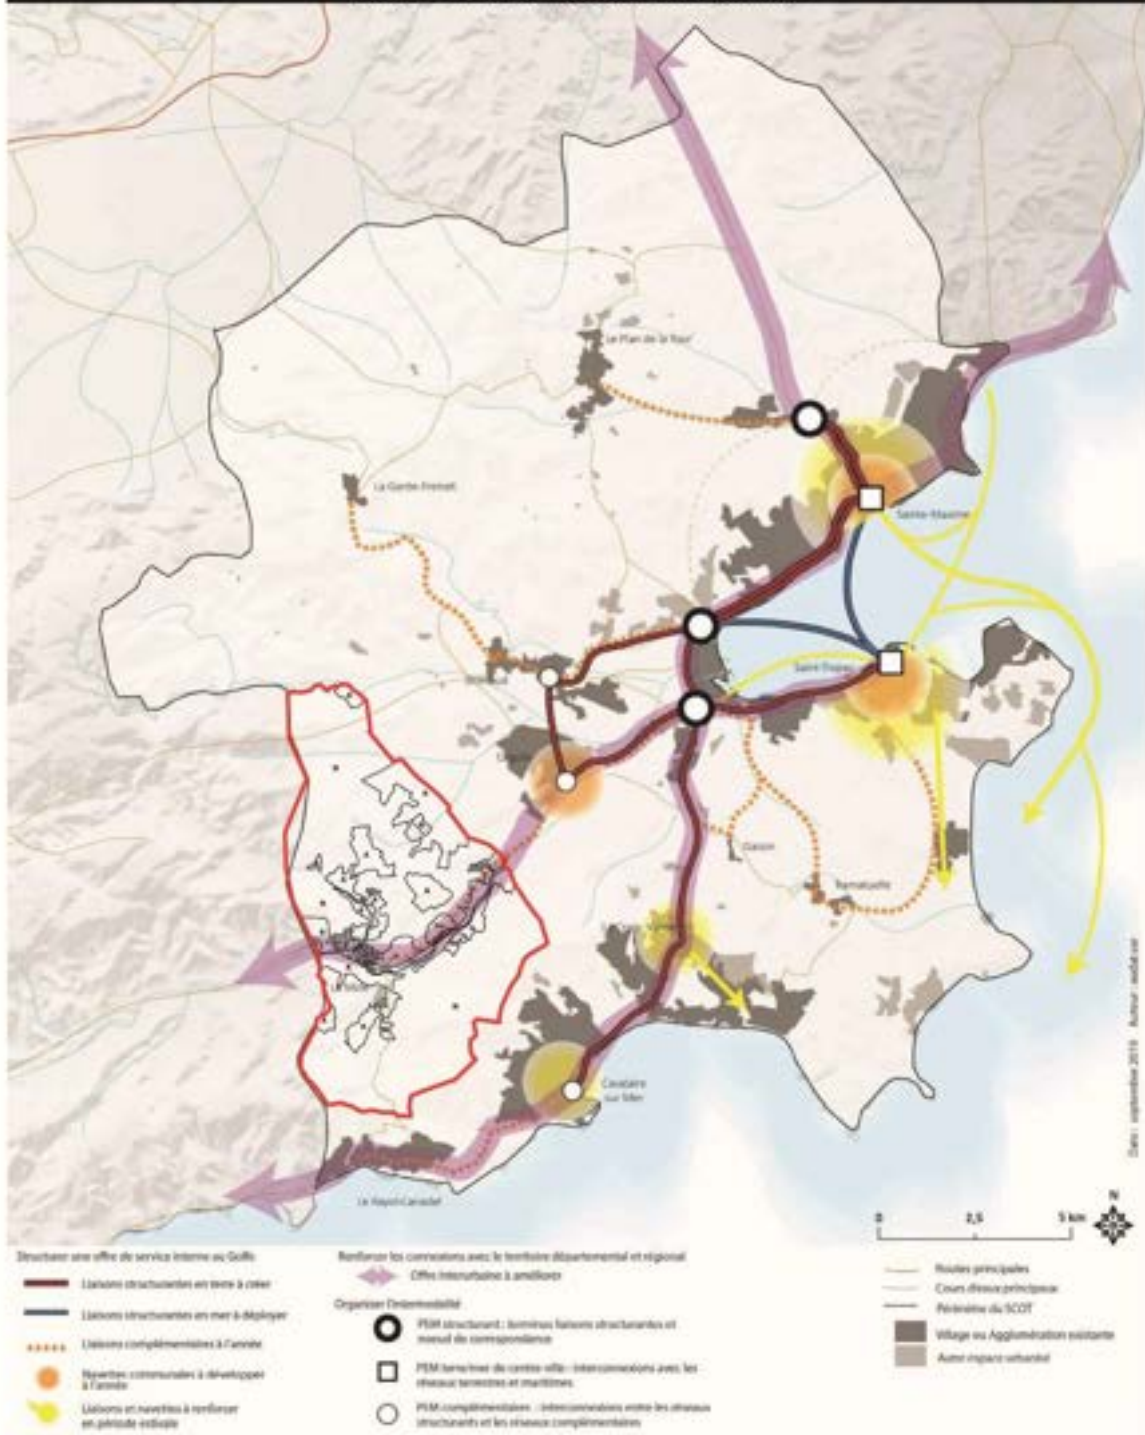 Le Plan de la Tour
La Garde-Freinet
Sainte-Maxime
Saint-Tropez
Gassin
Ramatuelle
Cavalaire
sur Mer
Le Rayol-Canadel
Date : septembre 2019 Auteur :
N
0 2,5 5 km
Structurer une offre de service interne au Golfe
Liaisons structurantes en terre à créer
Liaisons structurantes en mer à déployer
Liaisons complémentaires à l'année
Navettes communales à développer
à l'année
Liaisons et navettes à renforcer
en période estivale
Renforcer les connexions avec le territoire départemental et régional
Offre interurbaine à améliorer
Organiser l'intermodalité
PEM structurant : terminus liaisons structurantes et
noeud de correspondance
PEM terre/mer de centre-ville : interconnexions avec les
réseaux terrestres et maritimes
PEM complémentaires : interconnexions entre les réseaux
structurants et les réseaux complémentaires
Routes principales
Cours d'eaux principaux
Périmètre du SCOT
Village ou Agglomération existante
Autre espace urbanisé